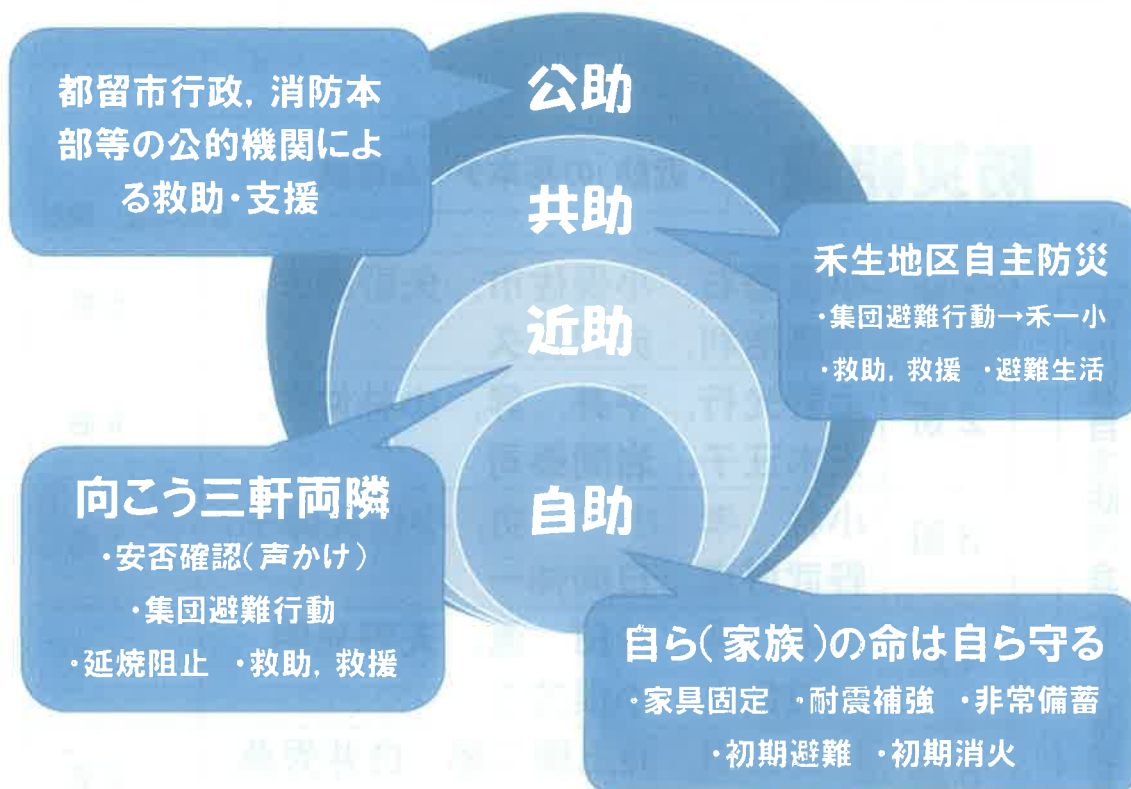 公助
都留市行政, 消防本
部等の公的機関によ
る救助・支援
共助
禾生地区自主防災
・集団避難行動→禾一小
・救助, 救援 ・避難生活
近助
向こう三軒両隣
・安否確認(声かけ)
・集団避難行動
・延焼阻止 ・救助, 救援
自助
自ら(家族)の命は自ら守る
・家具固定 ・耐震補強 ・非常備蓄
・初期避難 ・初期消火